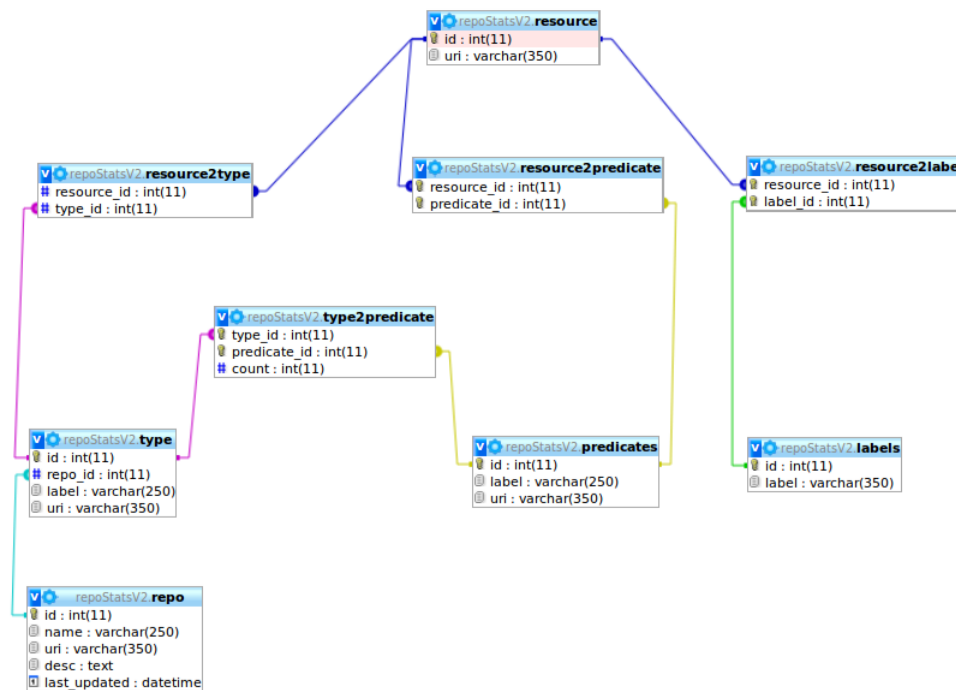 repoStatsV2.resource
id : int(11)
uri : varchar(350)
repoStatsV2.resource2type
resource_id : int(11)
type_id : int(11)
repoStatsV2.resource2predicate
resource_id : int(11)
predicate_id : int(11)
repoStatsV2.resource2label
resource_id : int(11)
label_id : int(11)
repoStatsV2.type2predicate
type_id : int(11)
predicate_id : int(11)
# count : int(11)
repoStatsV2.type
id : int(11)
repo_id : int(11)
label : varchar(250)
uri : varchar(350)
repoStatsV2.predicates
id : int(11)
label : varchar(250)
uri : varchar(350)
repoStatsV2.labels
id : int(11)
label : varchar(350)
repoStatsV2.repo
id : int(11)
name : varchar(250)
uri : varchar(350)
desc : text
last_updated : datetime